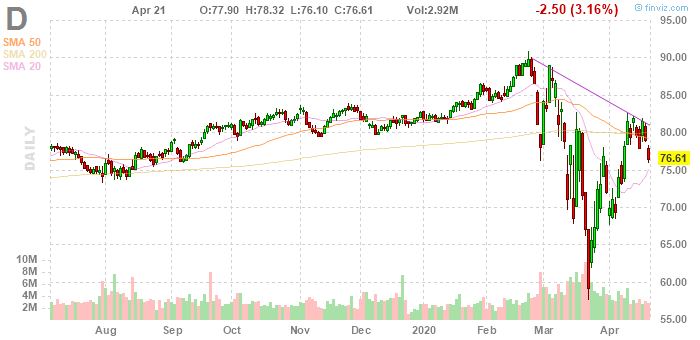 D Apr 21 O:77.90 H:78.32 L:76.10 C:76.61 Vol:2.92M -2.50 (3.16%)
© finviz.com
SMA 50
SMA 200
SMA 20
DAILY
95.00
90.00
85.00
80.00
76.61
75.00
70.00
65.00
60.00
55.00
10M
8M
6M
4M
2M
Aug Sep Oct Nov Dec 2020 Feb Mar Apr